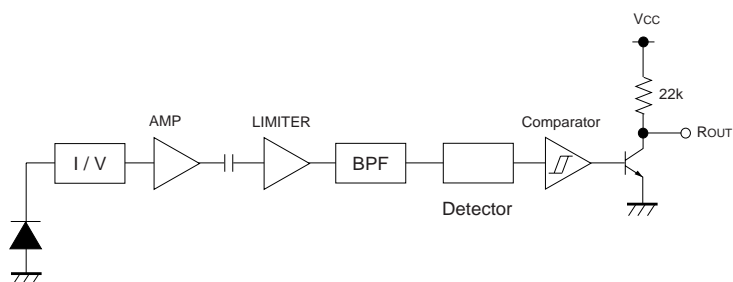 Vcc
22k
AMP
LIMITER
Comparator
ROUT
I / V
BPF
Detector